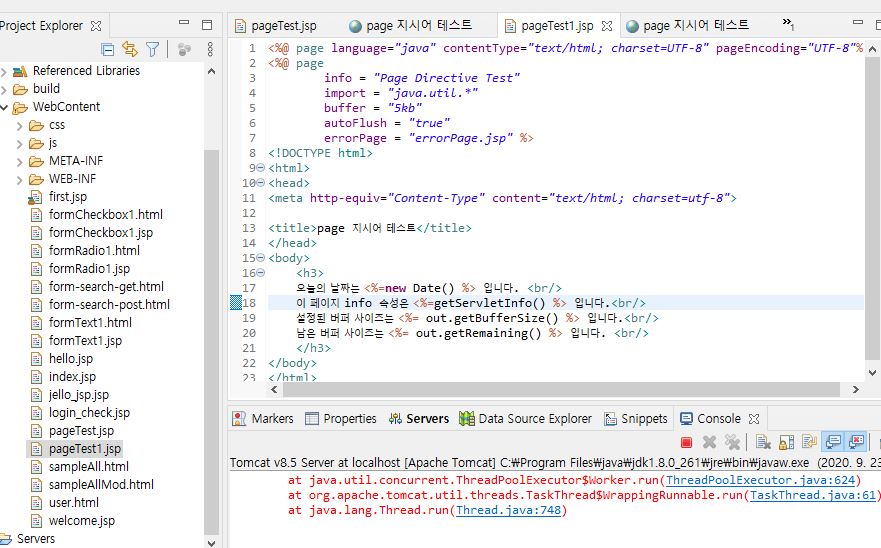 Project Explorer
Referenced Libraries
build
WebContent
css
js
META-INF
WEB-INF
first.jsp
formCheckbox1.html
formCheckbox1.jsp
formRadio1.html
formRadio1.jsp
form-search-get.html
form-search-post.html
formText1.html
formText1.jsp
hello.jsp
index.jsp
jello_jsp.jsp
login_check.jsp
pageTest.jsp
pageTest1.jsp
sampleAll.html
sampleAllMod.html
user.html
welcome.jsp
Servers
pageTest.jsp page 지시어 테스트 pageTest1.jsp page 지시어 테스트 »1
1 <%@ page language="java" contentType="text/html; charset=UTF-8" pageEncoding="UTF-8"%
2 <%@ page
3 info = "Page Directive Test"
4 import = "java.util.*"
5 buffer = "5kb"
6 autoFlush = "true"
7 errorPage = "errorPage.jsp" %>
8 <!DOCTYPE html>
9 <html>
10 <head>
11 <meta http-equiv="Content-Type" content="text/html; charset=utf-8">
12
13 <title>page 지시어 테스트</title>
14 </head>
15 <body>
16 <h3>
17 오늘의 날짜는 <%=new Date() %> 입니다. <br/>
18 이 페이지 info 속성은 <%=getServletInfo() %> 입니다.<br/>
19 설정된 버퍼 사이즈는 <%= out.getBufferSize() %> 입니다.<br/>
20 남은 버퍼 사이즈는 <%= out.getRemaining() %> 입니다. <br/>
21 </h3>
22 </body>
23 </html>
Markers Properties Servers Data Source Explorer Snippets Console
Tomcat v8.5 Server at localhost [Apache Tomcat] C:₩Program Files₩java₩jdk1.8.0_261₩jre₩bin₩javaw.exe (2020. 9. 23
at java.util.concurrent.ThreadPoolExecutor$Worker.run(ThreadPoolExecutor.java:624)
at org.apache.tomcat.util.threads.TaskThread$WrappingRunnable.run(TaskThread.java:61)
at java.lang.Thread.run(Thread.java:748)